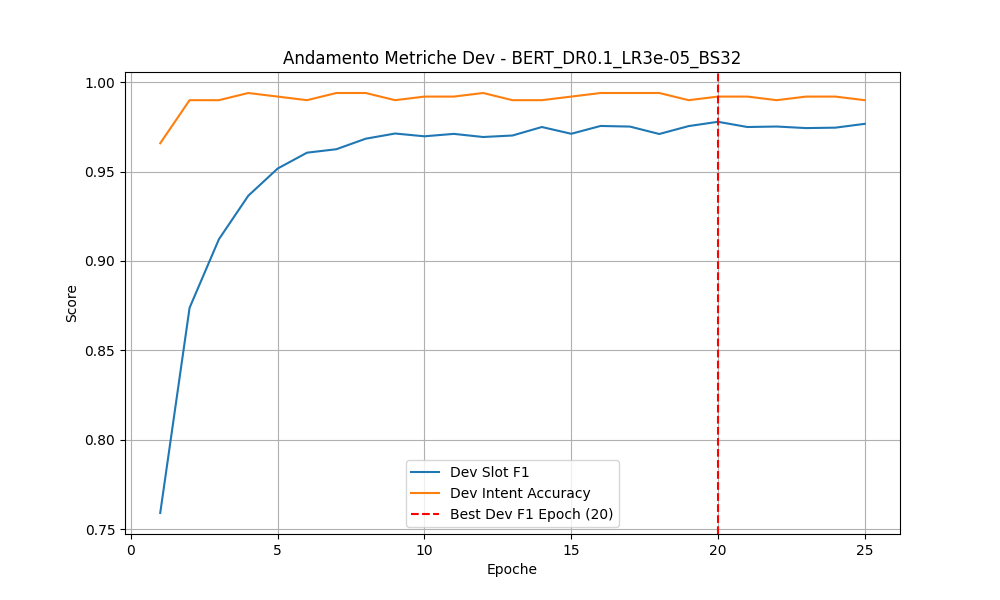 Andamento Metriche Dev - BERT_DR0.1_LR3e-05_BS32
1.00
0.95
0.90
0.85
0.80
0.75
Score
0
5
10
15
20
25
Epoche
Dev Slot F1
Dev Intent Accuracy
Best Dev F1 Epoch (20)